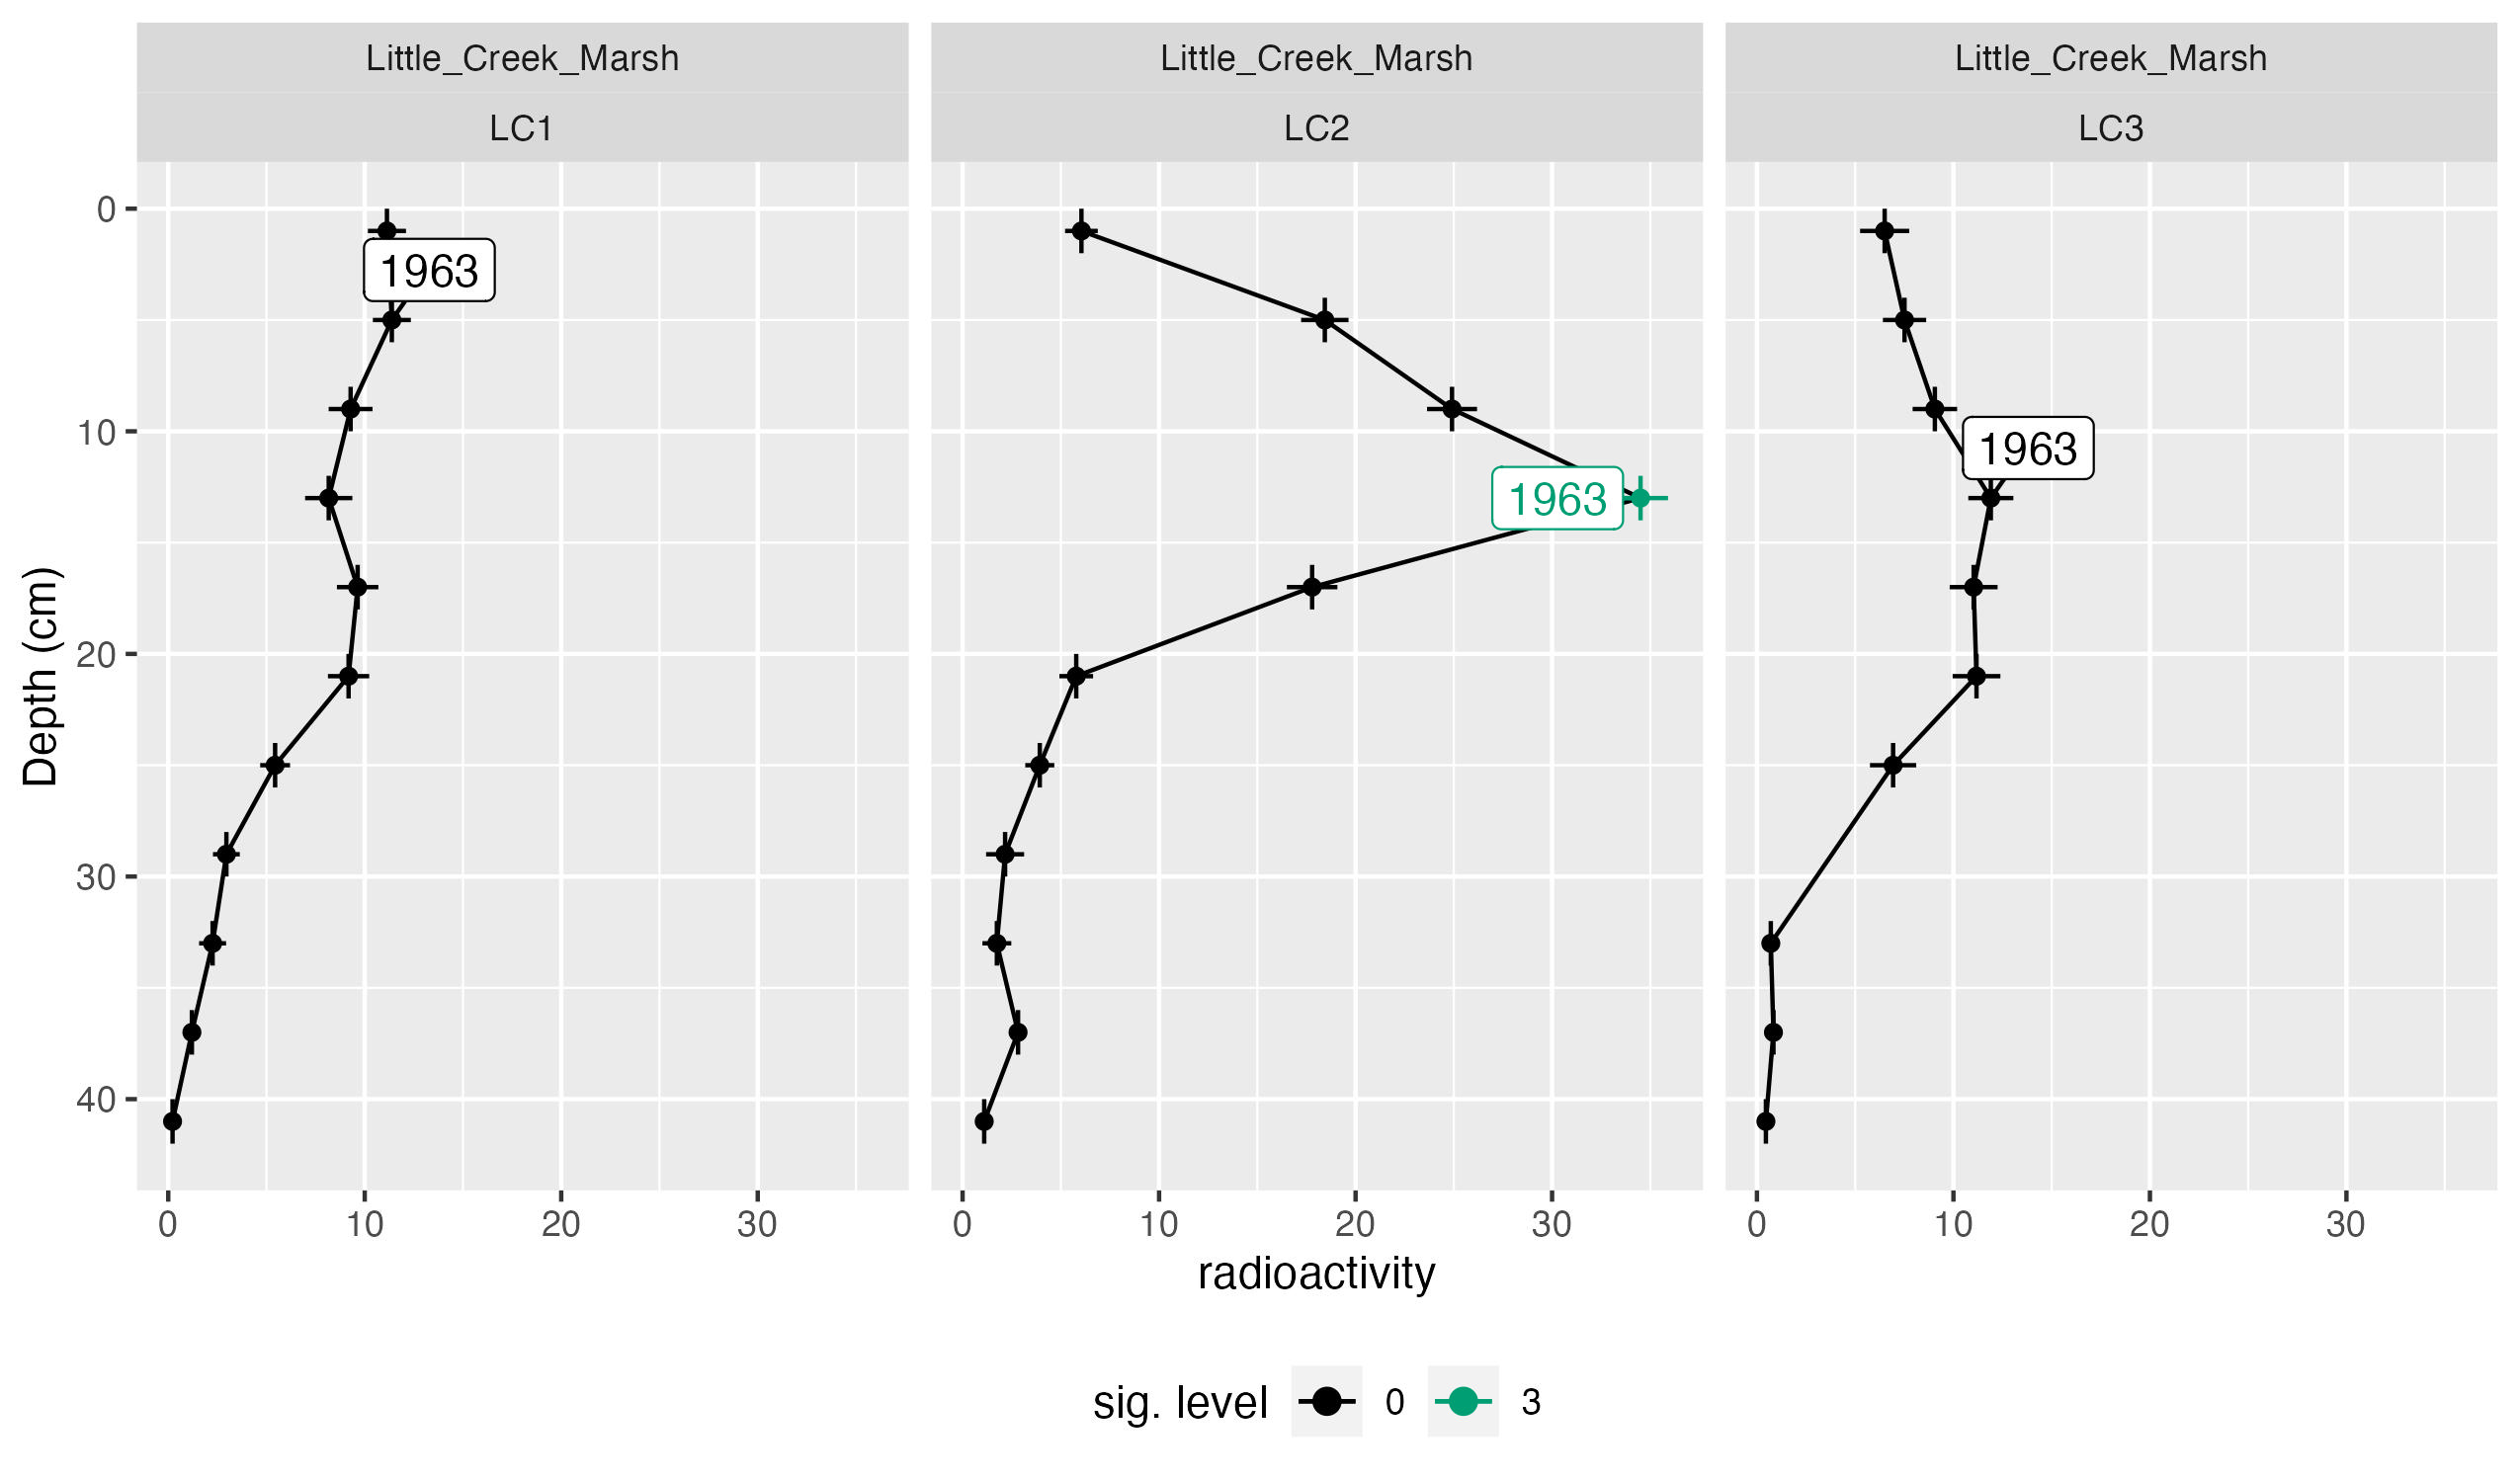 Little_Creek_Marsh Little_Creek_Marsh Little_Creek_Marsh
LC1 LC2 LC3
0
1963
10
1963
1963
20
30
40
Depth (cm)
0 10 20 30 0 10 20 30 0 10 20 30
radioactivity
sig. level 0 3